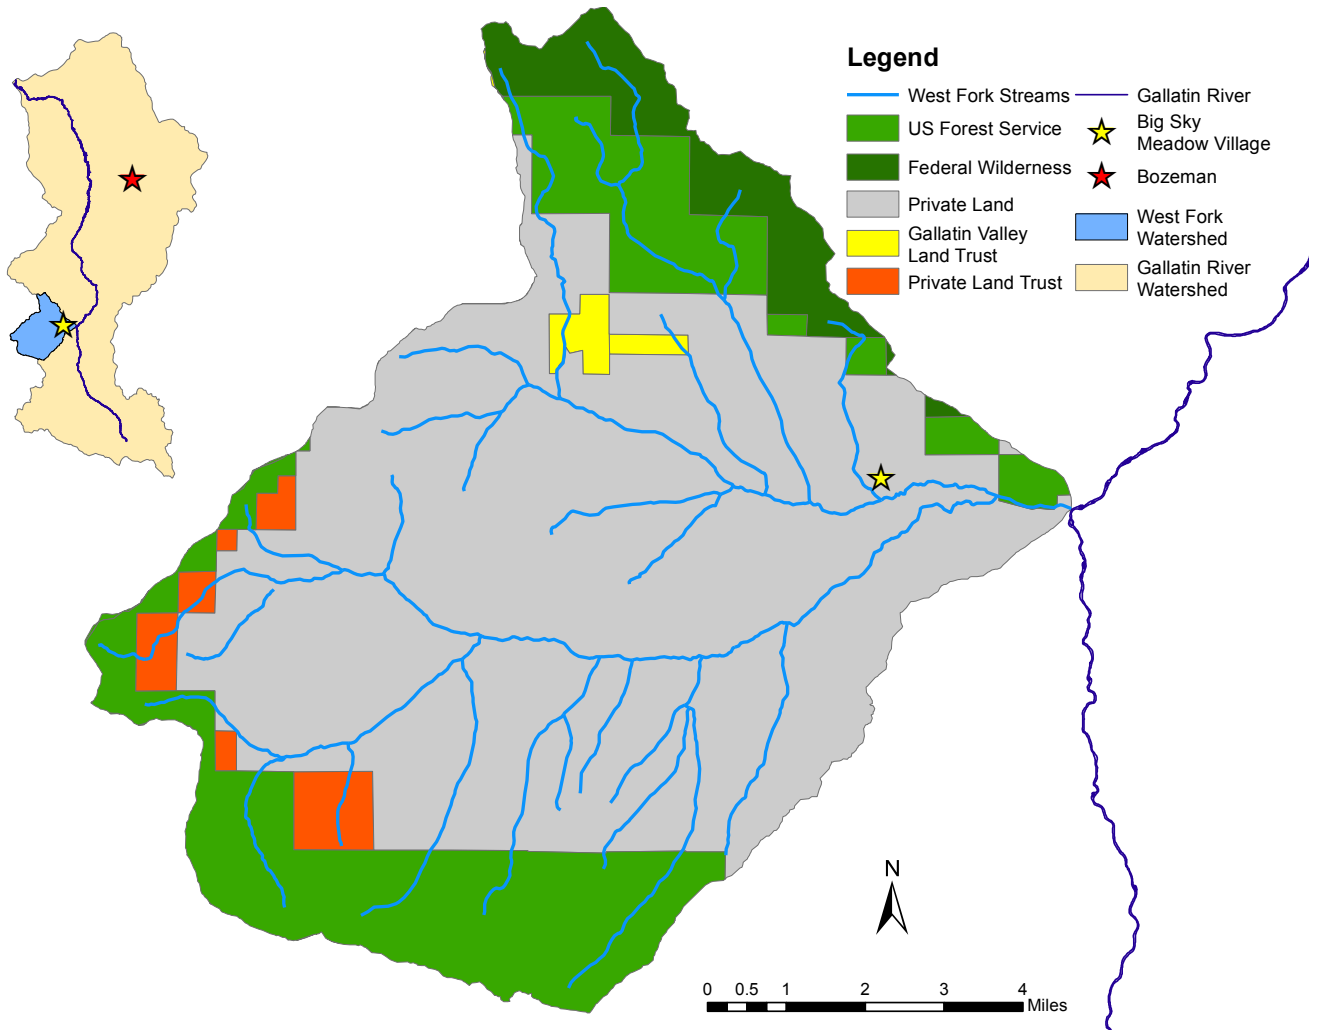 Legend
West Fork Streams
US Forest Service
Federal Wilderness
Private Land
Gallatin Valley
Land Trust
Private Land Trust
Gallatin River
Big Sky
Meadow Village
Bozeman
West Fork
Watershed
Gallatin River
Watershed
N
0 0.5 1 2 3 4
Miles